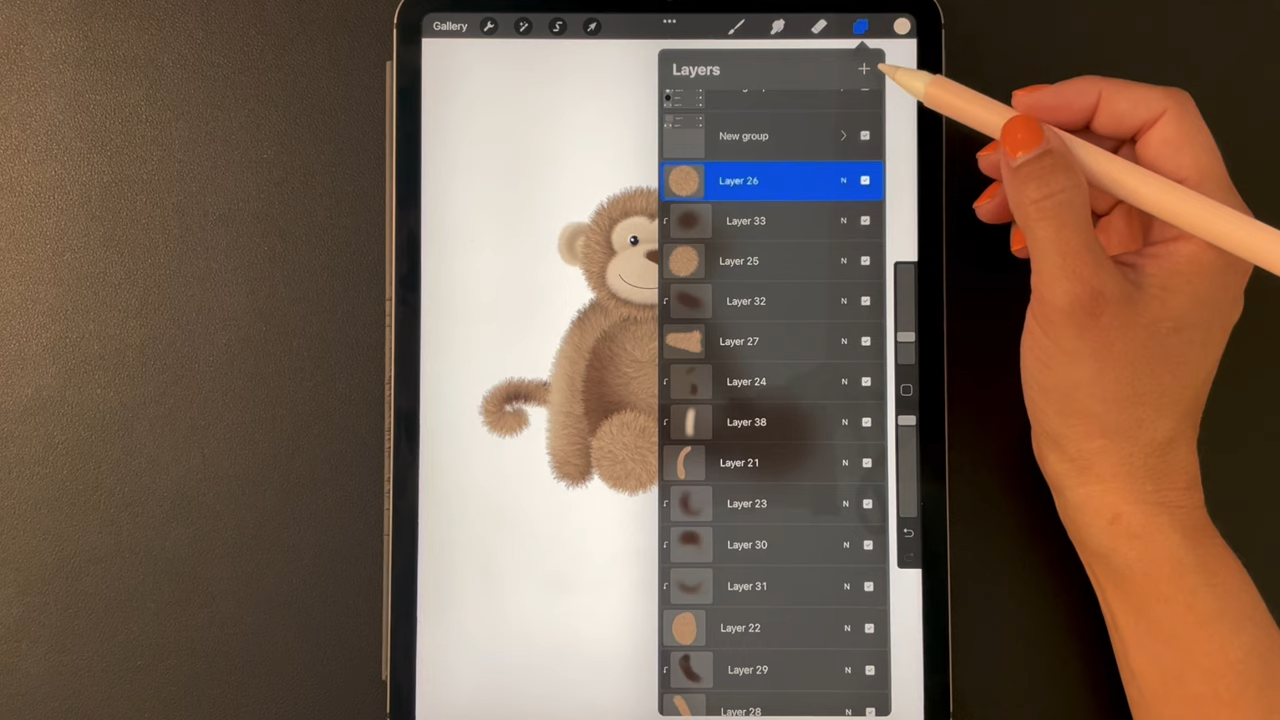 Gallery
Layers
New group
Layer 26 N
Layer 33 N
Layer 25 N
Layer 32 N
Layer 27 N
Layer 24 N
Layer 38 N
Layer 21 N
Layer 23 N
Layer 30 N
Layer 31 N
Layer 22 N
Layer 29 N
Layer 28 N